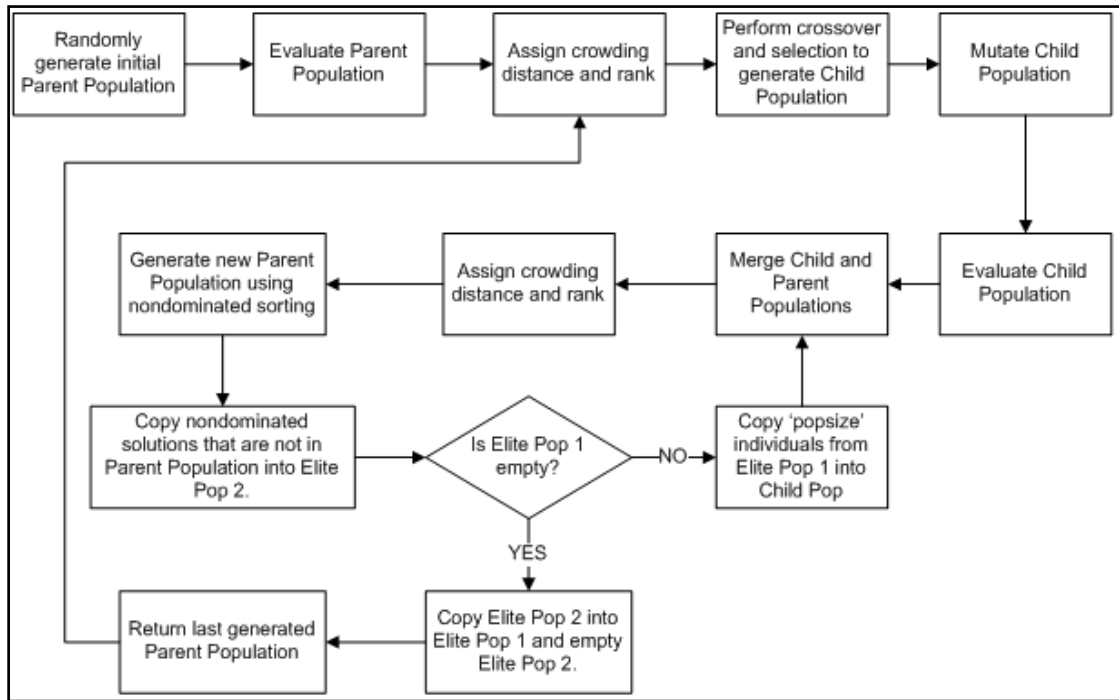 Randomly
generate initial
Parent Population
Evaluate Parent
Population
Assign crowding
distance and rank
Perform crossover
and selection to
generate Child
Population
Mutate Child
Population
Generate new Parent
Population using
nondominated sorting
Assign crowding
distance and rank
Merge Child and
Parent
Populations
Evaluate Child
Population
Copy nondominated
solutions that are not in
Parent Population into Elite
Pop 2.
Is Elite Pop 1
empty?
NO
Copy ‘popsize’
individuals from
Elite Pop 1 into
Child Pop
YES
Return last generated
Parent Population
Copy Elite Pop 2 into
Elite Pop 1 and empty
Elite Pop 2.